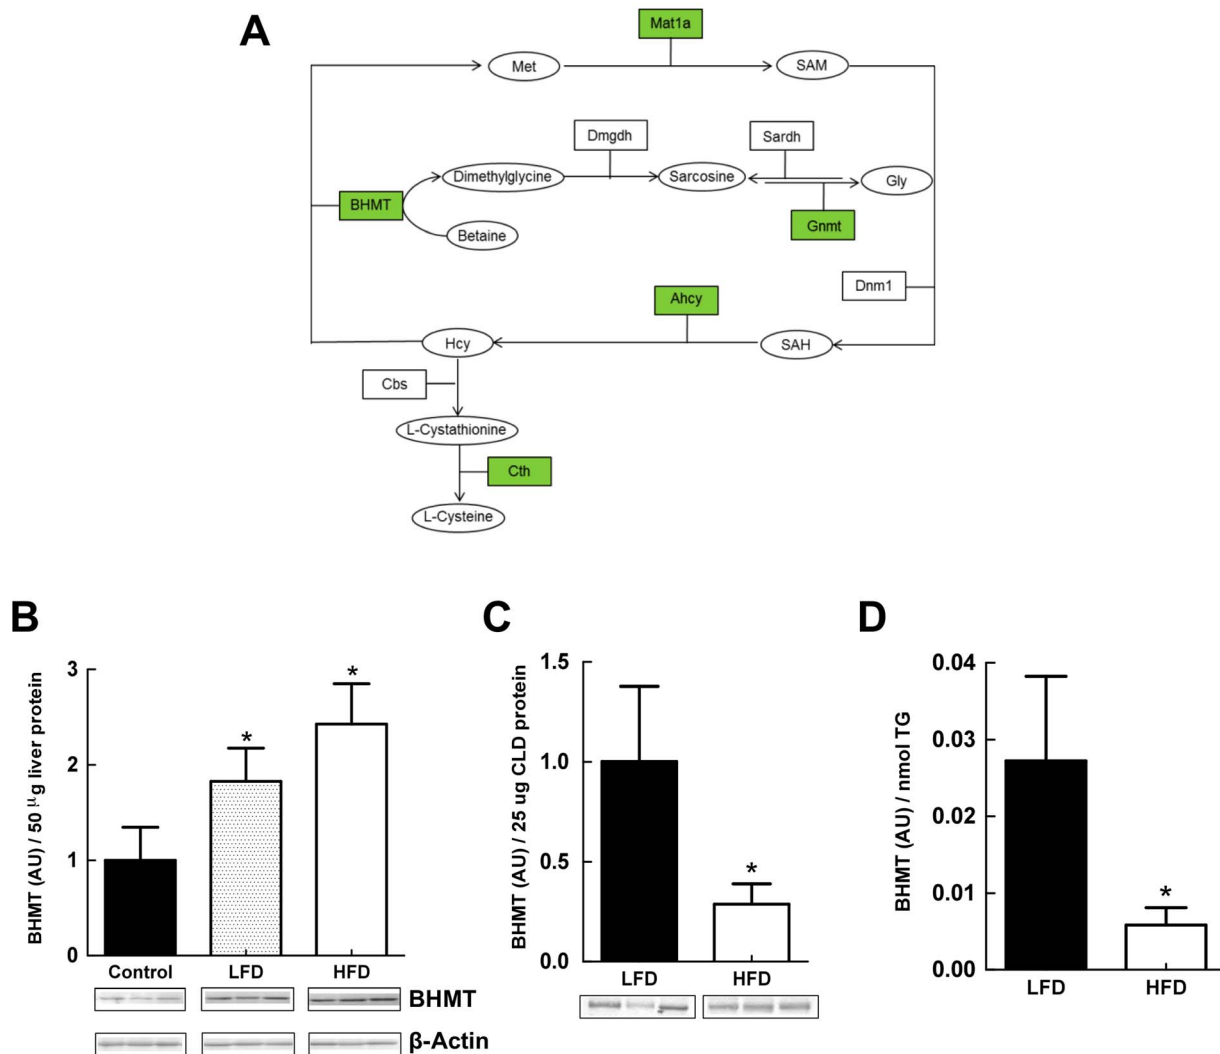 A
Mat1a
Met
SAM
Dmgdh
Sardh
Dimethylglycine
Sarcosine
Gly
BHMT
Gnmt
Betaine
Dnm1
Ahcy
Hcy
SAH
Cbs
L-Cystathionine
Cth
L-Cysteine
B
BHMT (AU) / 50 µg liver protein
3
2
1
0
*
*
Control LFD HFD
BHMT
β-Actin
C
BHMT (AU) / 25 ug CLD protein
1.5
1.0
0.5
0.0
*
LFD HFD
D
BHMT (AU) / nmol TG
0.04
0.03
0.02
0.01
0.00
*
LFD HFD